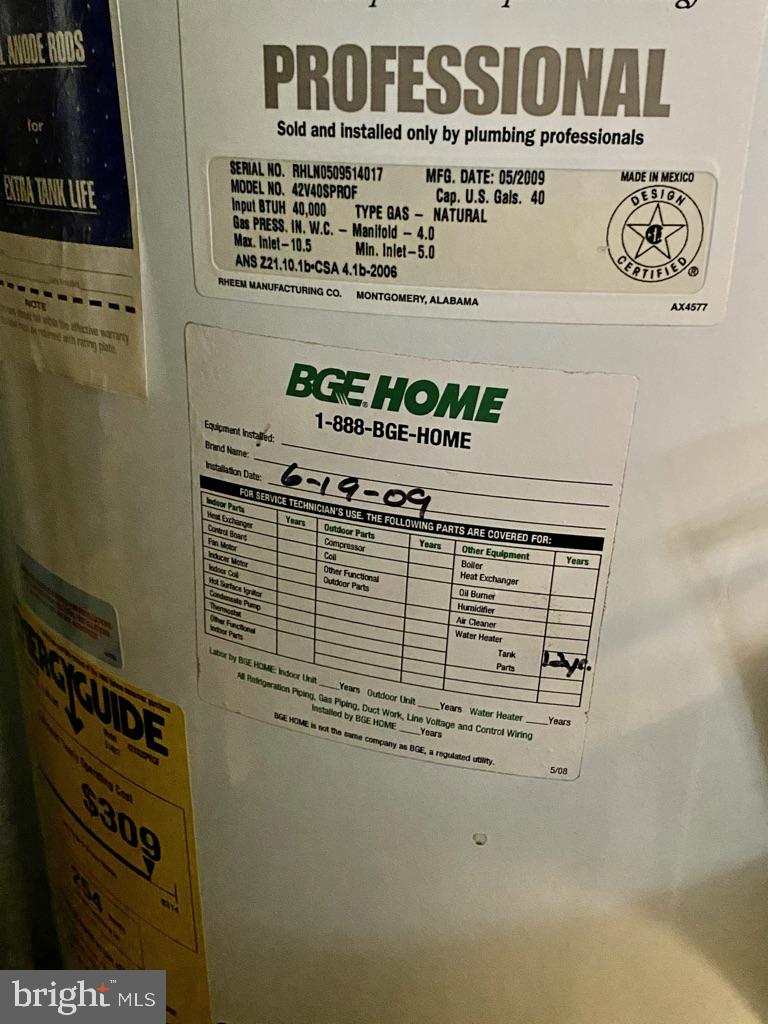 ANODE RODS
for
EXTRA TANK LIFE
NOTE
PROFESSIONAL
Sold and installed only by plumbing professionals
SERIAL NO. RHLN0509514017 MFG. DATE: 05/2009
MODEL NO. 42V40SPROF Cap. U.S. Gals. 40
Input BTUH 40,000 TYPE GAS – NATURAL
Gas PRESS. IN. W.C. – Manifold – 4.0
Max. Inlet–10.5 Min. Inlet–5.0
ANS Z21.10.1b•CSA 4.1b-2006
MADE IN MEXICO
DESIGN
CERTIFIED
®
RHEEM MANUFACTURING CO. MONTGOMERY, ALABAMA
AX4577
BGE HOME
1-888-BGE-HOME
Equipment Installed:
Brand Name:
Installation Date: 6-19-09
FOR SERVICE TECHNICIAN'S USE. THE FOLLOWING PARTS ARE COVERED FOR:
Indoor Parts Years Outdoor Parts Years Other Equipment Years
Heat Exchanger Compressor Boiler
Control Board Coil Heat Exchanger
Fan Motor Other Functional Oil Burner
Inducer Motor Outdoor Parts Humidifier
Indoor Coil Air Cleaner
Hot Surface Ignitor Water Heater
Condensate Pump Tank
Thermostat Parts 12yr.
Other Functional
Indoor Parts
Labor by BGE HOME: Indoor Unit ____Years Outdoor Unit ____Years Water Heater ____Years
All Refrigeration Piping, Gas Piping, Duct Work, Line Voltage and Control Wiring
Installed by BGE HOME ____Years
BGE HOME is not the same company as BGE, a regulated utility.
5/08
ENERGYGUIDE
Operating Cost
$309
254
bright™ MLS